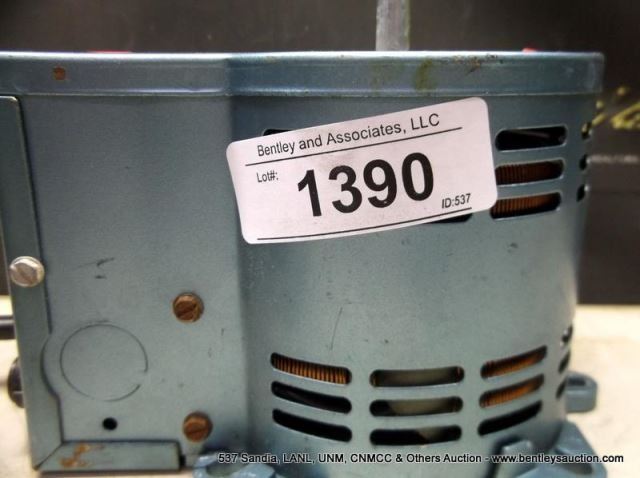 Bentley and Associates, LLC
Lot#:
1390
ID:537
537 Sandia, LANL, UNM, CNMCC & Others Auction - www.bentleysauction.com